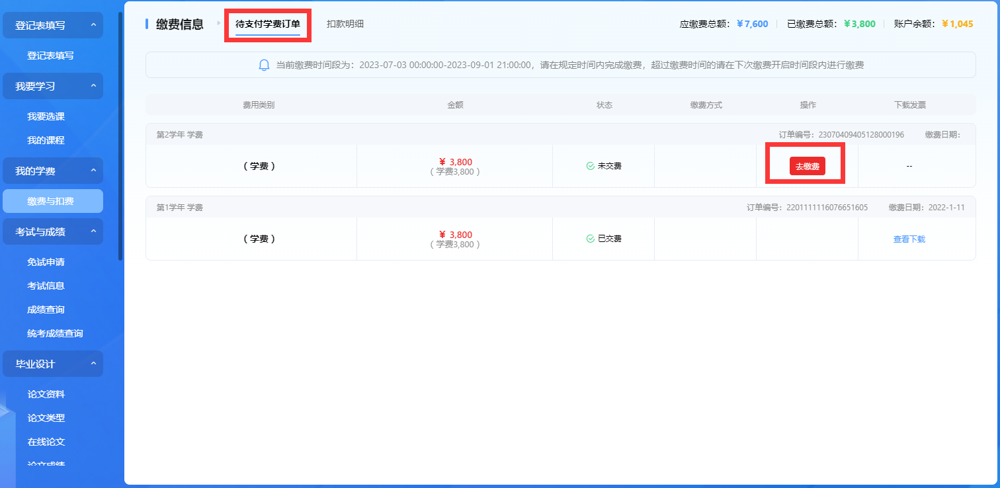 登记表填写
登记表填写
我要学习
我要选课
我的课程
我的学费
缴费与扣费
考试与成绩
免试申请
考试信息
成绩查询
统考成绩查询
毕业设计
论文资料
论文类型
在线论文
论文成绩
缴费信息 待支付学费订单 扣款明细 应缴费总额：￥7,600 已缴费总额：￥3,800 账户余额：￥1,045
当前缴费时间段为：2023-07-03 00:00:00-2023-09-01 21:00:00，请在规定时间内完成缴费，超过缴费时间的请在下次缴费开启时间段内进行缴费
费用类别 金额 状态 缴费方式 操作 下载发票
第2学年 学费 订单编号：23070409405128000196 缴费日期：
（学费） ￥ 3,800 未交费 去缴费 --
（学费3,800）
第1学年 学费 订单编号：2201111116076651605 缴费日期：2022-1-11
（学费） ￥ 3,800 已交费 查看下载
（学费3,800）